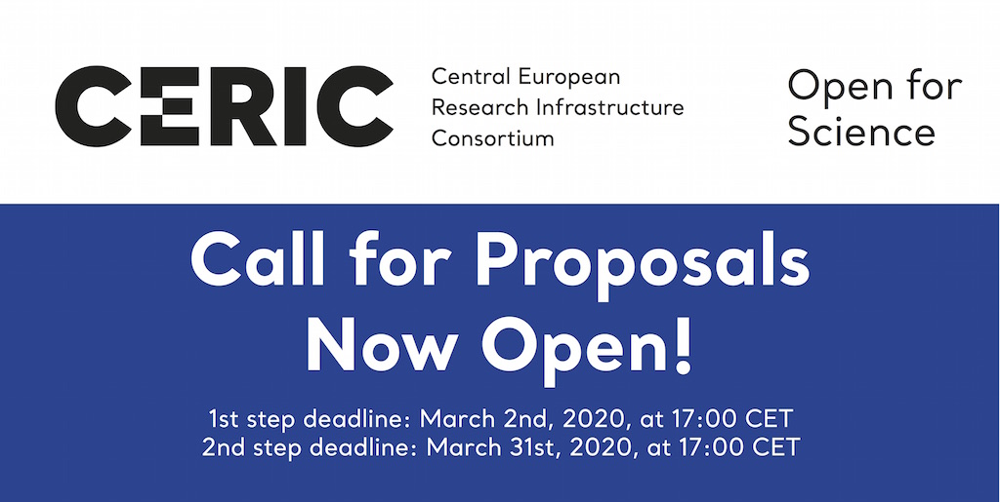 CERIC
Central European
Research Infrastructure
Consortium
Open for
Science
Call for Proposals
Now Open!
1st step deadline: March 2nd, 2020, at 17:00 CET
2nd step deadline: March 31st, 2020, at 17:00 CET